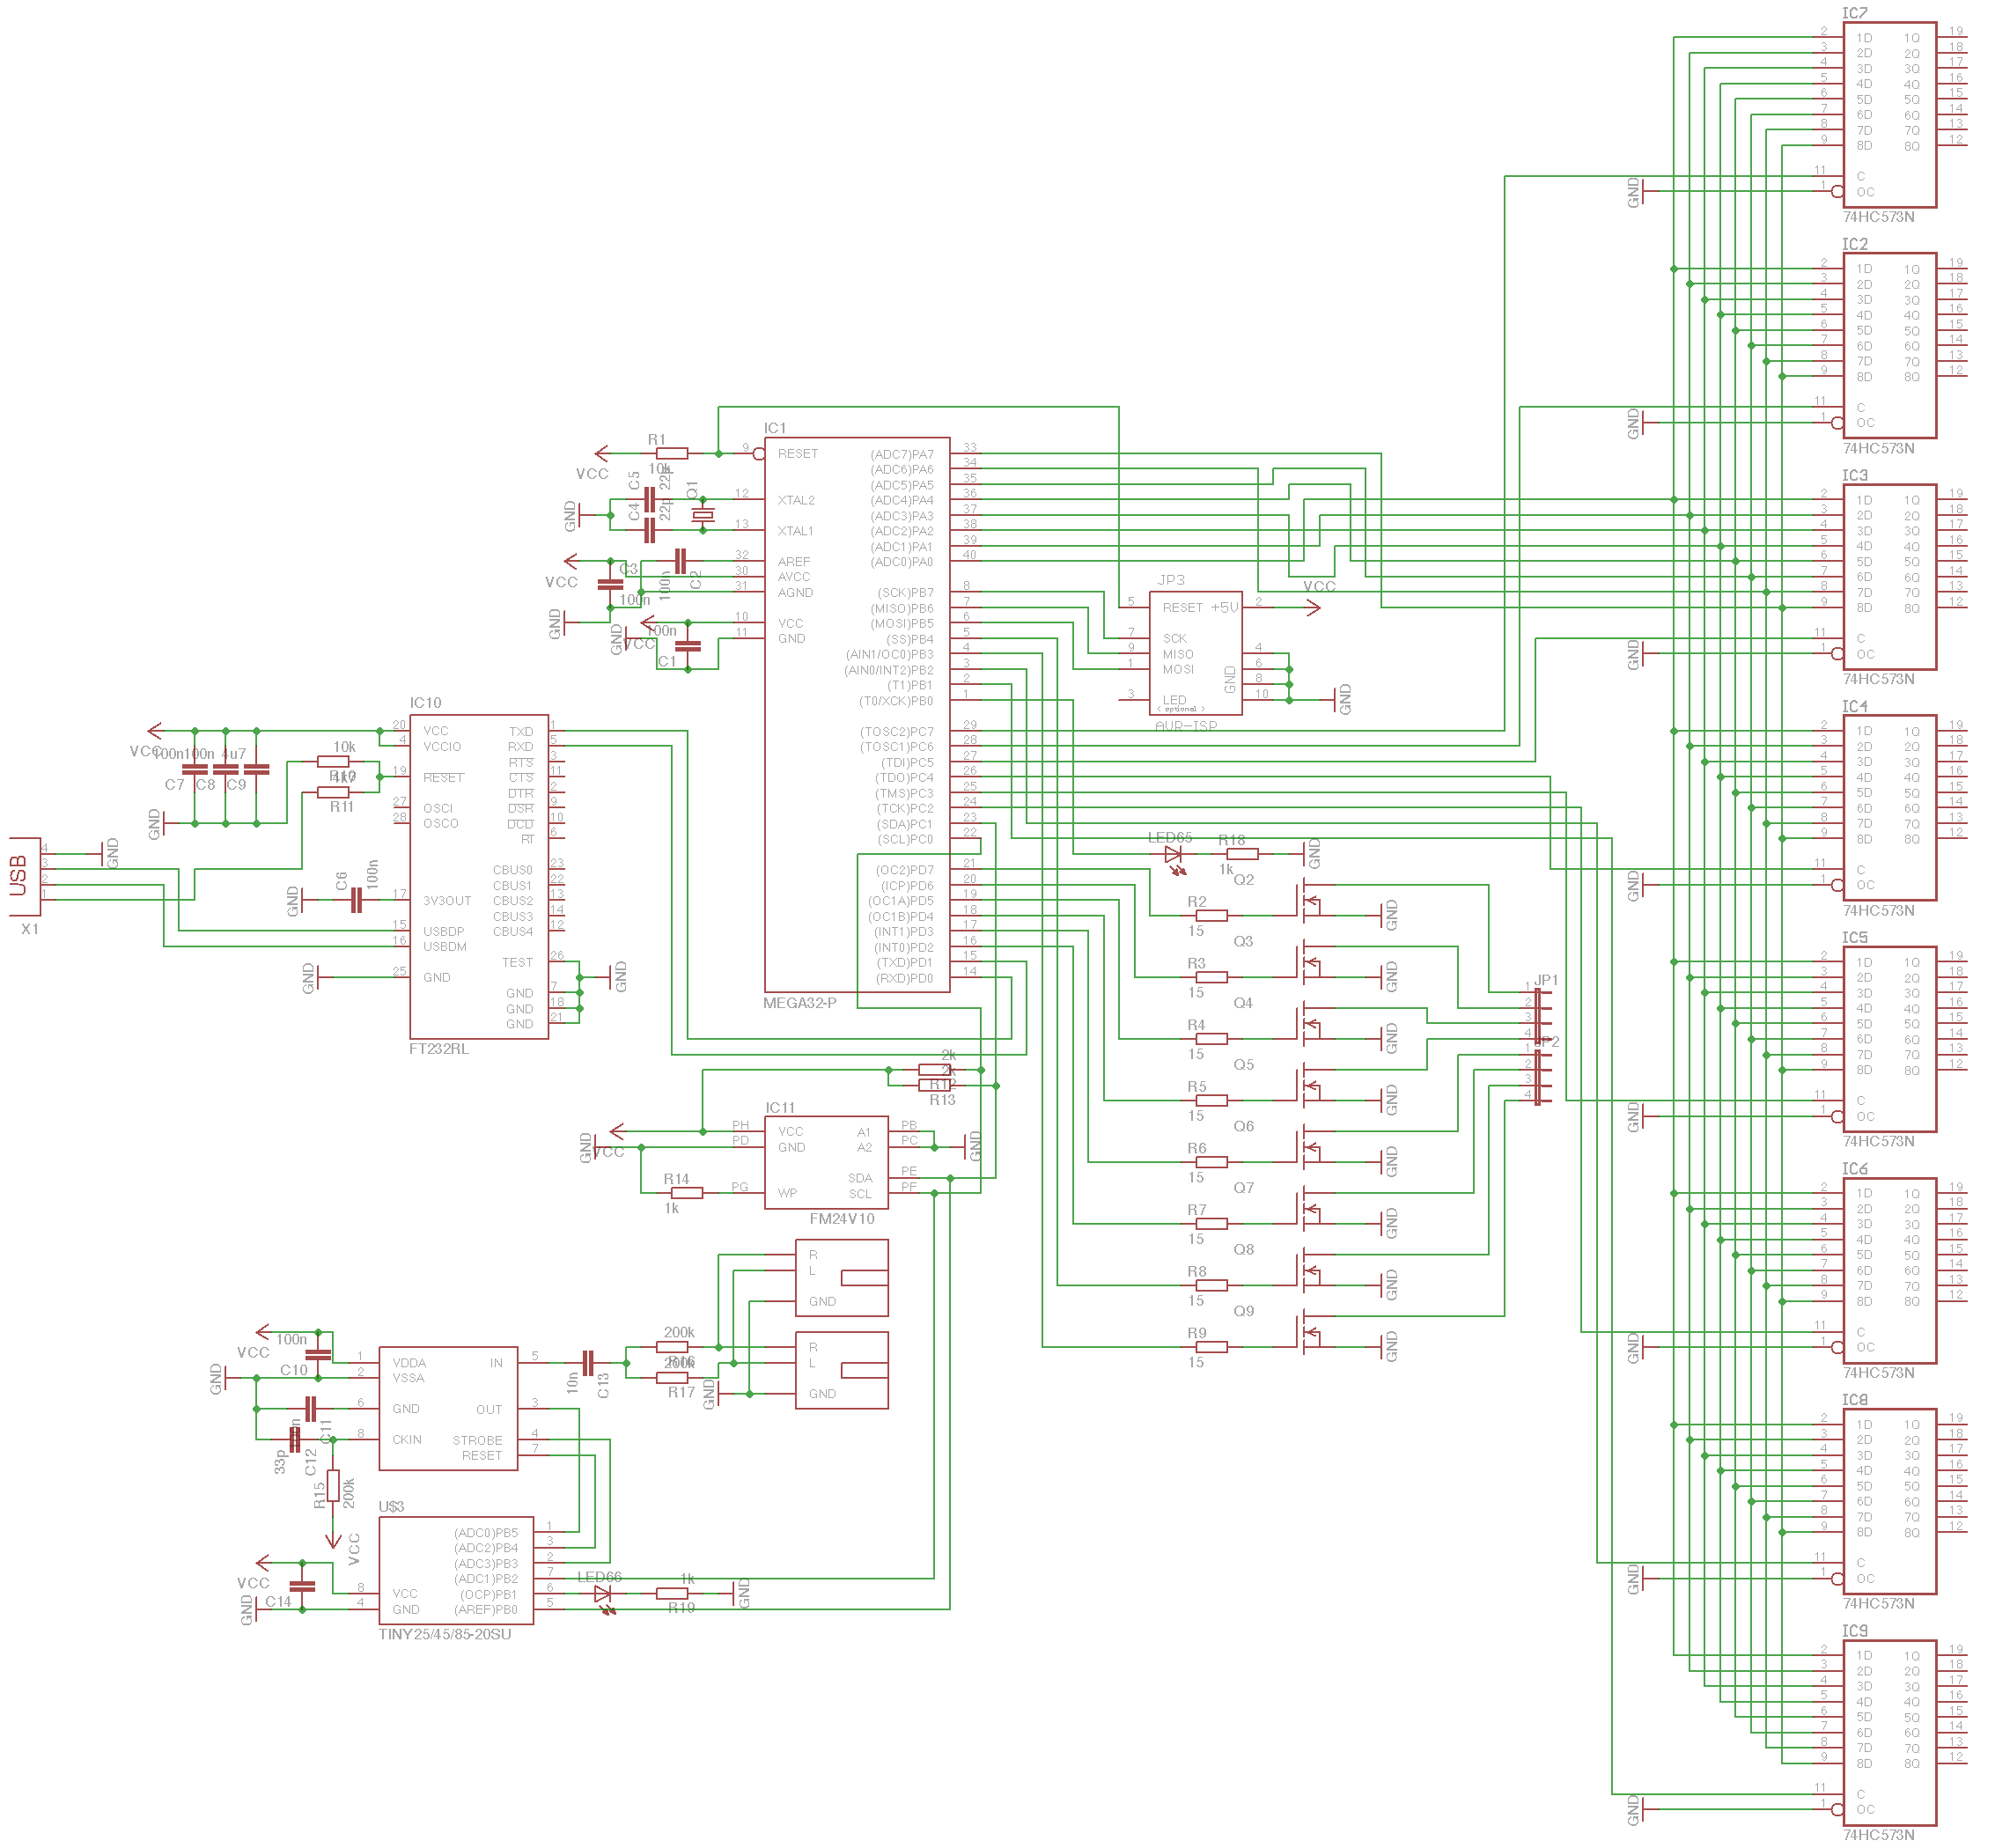 IC7
2 1D 1Q 19
3 2D 2Q 18
4 3D 3Q 17
5 4D 4Q 16
6 5D 5Q 15
7 6D 6Q 14
8 7D 7Q 13
9 8D 8Q 12
11 C
GND 1 OC
74HC573N
IC2
2 1D 1Q 19
3 2D 2Q 18
4 3D 3Q 17
5 4D 4Q 16
6 5D 5Q 15
7 6D 6Q 14
8 7D 7Q 13
9 8D 8Q 12
11 C
GND 1 OC
74HC573N
IC3
2 1D 1Q 19
3 2D 2Q 18
4 3D 3Q 17
5 4D 4Q 16
6 5D 5Q 15
7 6D 6Q 14
8 7D 7Q 13
9 8D 8Q 12
11 C
GND 1 OC
74HC573N
IC4
2 1D 1Q 19
3 2D 2Q 18
4 3D 3Q 17
5 4D 4Q 16
6 5D 5Q 15
7 6D 6Q 14
8 7D 7Q 13
9 8D 8Q 12
11 C
GND 1 OC
74HC573N
IC5
2 1D 1Q 19
3 2D 2Q 18
4 3D 3Q 17
5 4D 4Q 16
6 5D 5Q 15
7 6D 6Q 14
8 7D 7Q 13
9 8D 8Q 12
11 C
GND 1 OC
74HC573N
IC6
2 1D 1Q 19
3 2D 2Q 18
4 3D 3Q 17
5 4D 4Q 16
6 5D 5Q 15
7 6D 6Q 14
8 7D 7Q 13
9 8D 8Q 12
11 C
GND 1 OC
74HC573N
IC8
2 1D 1Q 19
3 2D 2Q 18
4 3D 3Q 17
5 4D 4Q 16
6 5D 5Q 15
7 6D 6Q 14
8 7D 7Q 13
9 8D 8Q 12
11 C
GND 1 OC
74HC573N
IC9
2 1D 1Q 19
3 2D 2Q 18
4 3D 3Q 17
5 4D 4Q 16
6 5D 5Q 15
7 6D 6Q 14
8 7D 7Q 13
9 8D 8Q 12
11 C
GND 1 OC
74HC573N
IC1
R1
10k
VCC
C5 22p
C4 22p
Q1
GND
VCC
C3
100n
100n
C2
GND
GND
VCC
100n
C1
9 RESET (ADC7)PA7 33
(ADC6)PA6 34
(ADC5)PA5 35
12 XTAL2 (ADC4)PA4 36
(ADC3)PA3 37
13 XTAL1 (ADC2)PA2 38
(ADC1)PA1 39
32 AREF (ADC0)PA0 40
30 AVCC
31 AGND (SCK)PB7 8
(MISO)PB6 7
10 VCC (MOSI)PB5 6
11 GND (SS)PB4 5
(AIN1/OC0)PB3 4
(AIN0/INT2)PB2 3
(T1)PB1 2
(T0/XCK)PB0 1
(TOSC2)PC7 29
(TOSC1)PC6 28
(TDI)PC5 27
(TDO)PC4 26
(TMS)PC3 25
(TCK)PC2 24
(SDA)PC1 23
(SCL)PC0 22
(OC2)PD7 21
(ICP)PD6 20
(OC1A)PD5 19
(OC1B)PD4 18
(INT1)PD3 17
(INT0)PD2 16
(TXD)PD1 15
(RXD)PD0 14
MEGA32-P
JP3
VCC
5 RESET +5V 2
7 SCK
9 MISO 4
1 MOSI 6
GND 8
3 LED 10
< optional >
GND
AVR-ISP
IC10
VCC
100n 100n 4u7
C7 C8 C9
10k
R10
4k7
R11
GND
20 VCC TXD 1
4 VCCIO RXD 5
RTS 3
19 RESET CTS 11
DTR 2
27 OSCI DSR 9
28 OSCO DCD 10
RT 6
CBUS0 23
CBUS1 22
17 3V3OUT CBUS2 13
CBUS3 14
15 USBDP CBUS4 12
16 USBDM
TEST 26
25 GND
GND 7
GND 18
GND 21
GND
FT232RL
GND
C6
100n
GND
USB
4
3
2
1
GND
X1
LED65
R18
1k
GND
Q2
R2
15
GND
Q3
R3
15
GND
Q4
R4
15
GND
Q5
R5
15
GND
Q6
R6
15
GND
Q7
R7
15
GND
Q8
R8
15
GND
Q9
R9
15
GND
JP1
1
2
3
4
JP2
1
2
3
4
2k
R12
2k
R13
IC11
GND
VCC
PH VCC A1 PB
PD GND A2 PC
GND
SDA PE
PG WP SCL PF
R14
1k
FM24V10
R
L
GND
R
L
GND
GND
200k
R16
200k
R17
10n
C13
VCC
100n
C10
GND
1 VDDA IN 5
2 VSSA
6 GND OUT 3
8 CKIN STROBE 4
RESET 7
C11
33p
C12
R15
200k
VCC
U$3
(ADC0)PB5 1
(ADC2)PB4 3
(ADC3)PB3 2
(ADC1)PB2 7
8 VCC (OCP)PB1 6
4 GND (AREF)PB0 5
VCC
GND
C14
TINY25/45/85-20SU
LED66
1k
R19
GND